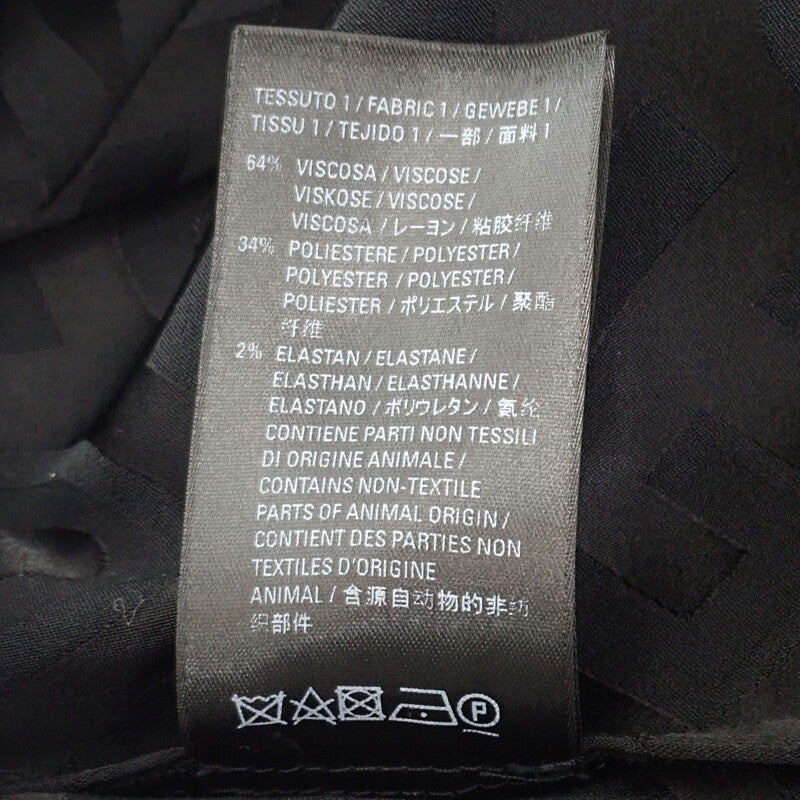 TESSUTO 1 / FABRIC 1 / GEWEBE 1 /
TISSU 1 / TEJIDO 1 / 一部 / 面料 1
64% VISCOSA / VISCOSE /
VISKOSE / VISCOSE /
VISCOSA / レーヨン / 粘胶纤维
34% POLIESTERE / POLYESTER /
POLYESTER / POLYESTER /
POLIESTER / ポリエステル / 聚酯
纤维
2% ELASTAN / ELASTANE /
ELASTHAN / ELASTHANNE /
ELASTANO / ポリウレタン / 氨纶
CONTIENE PARTI NON TESSILI
DI ORIGINE ANIMALE /
CONTAINS NON-TEXTILE
PARTS OF ANIMAL ORIGIN /
CONTIENT DES PARTIES NON
TEXTILES D'ORIGINE
ANIMAL / 含源自动物的非纺
织部件
P